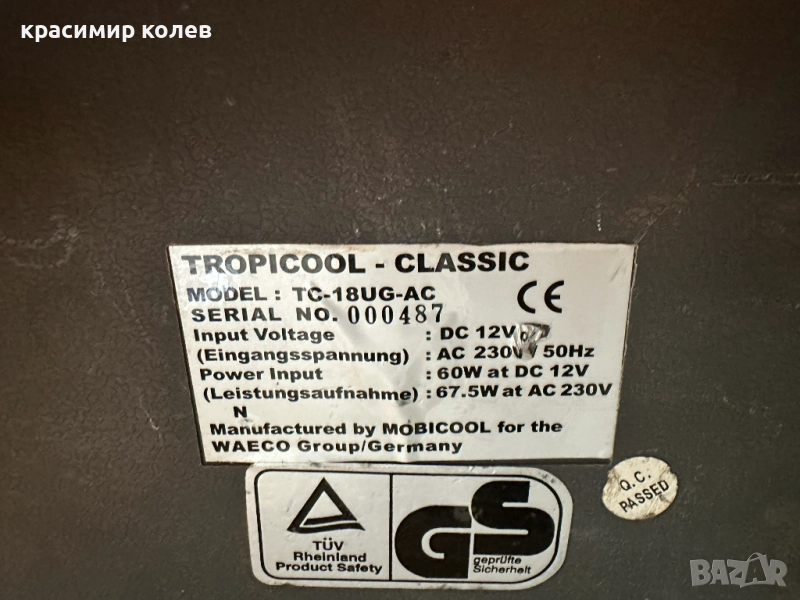 красимир колев
TROPICOOL - CLASSIC
MODEL : TC-18UG-AC
CE
SERIAL NO. 000487
Input Voltage : DC 12V
(Eingangsspannung) : AC 230V / 50Hz
Power Input : 60W at DC 12V
(Leistungsaufnahme) : 67.5W at AC 230V
N
Manufactured by MOBICOOL for the
WAECO Group/Germany
Q.C.
PASSED
TÜV
Rheinland
Product Safety
GS
geprüfte
Sicherheit
BAZAR